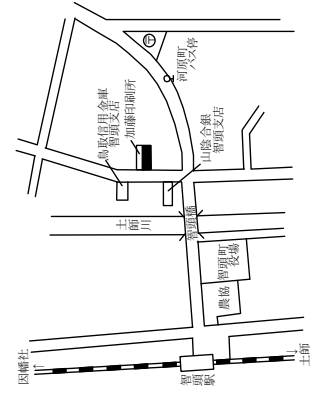 〒
河原町
バス停
鳥取信用金庫
智頭支店
加藤印刷所
山陰合銀
智頭支店
土師川
智頭橋
智頭町
役場
農協
因幡社
↑
智頭駅
↓
土師